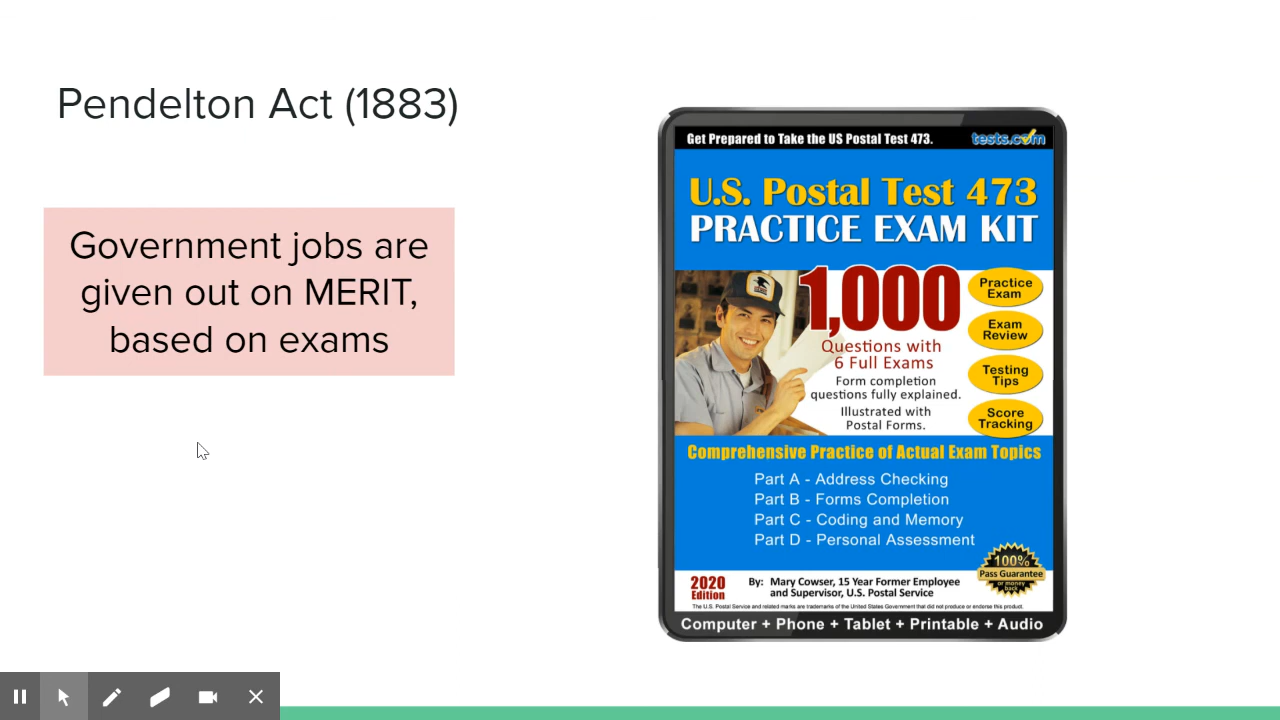 Pendelton Act (1883)
Government jobs are
given out on MERIT,
based on exams
Get Prepared to Take the US Postal Test 473.
tests.com
U.S. Postal Test 473
PRACTICE EXAM KIT
1,000
Questions with
6 Full Exams
Form completion
questions fully explained.
Illustrated with
Postal Forms.
Practice
Exam
Exam
Review
Testing
Tips
Score
Tracking
Comprehensive Practice of Actual Exam Topics
Part A - Address Checking
Part B - Forms Completion
Part C - Coding and Memory
Part D - Personal Assessment
100%
Pass Guarantee
or money
back
2020
Edition
By: Mary Cowser, 15 Year Former Employee
and Supervisor, U.S. Postal Service
The U.S. Postal Service and related marks are trademarks of the United States Government that did not produce or endorse this product.
Computer + Phone + Tablet + Printable + Audio